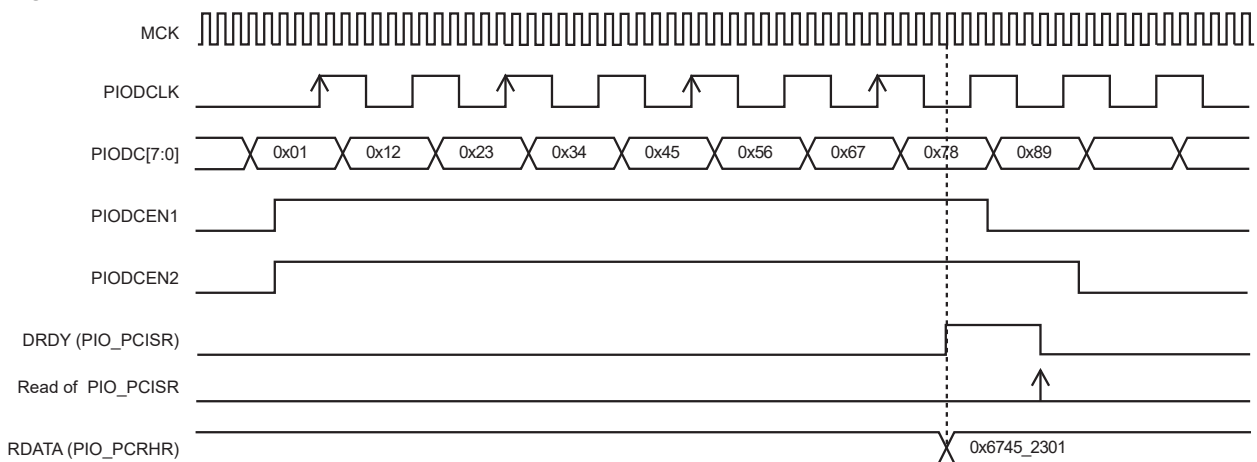 MCK
PIODCLK
PIODC[7:0] 0x01 0x12 0x23 0x34 0x45 0x56 0x67 0x78 0x89
PIODCEN1
PIODCEN2
DRDY (PIO_PCISR)
Read of PIO_PCISR
RDATA (PIO_PCRHR) 0x6745_2301